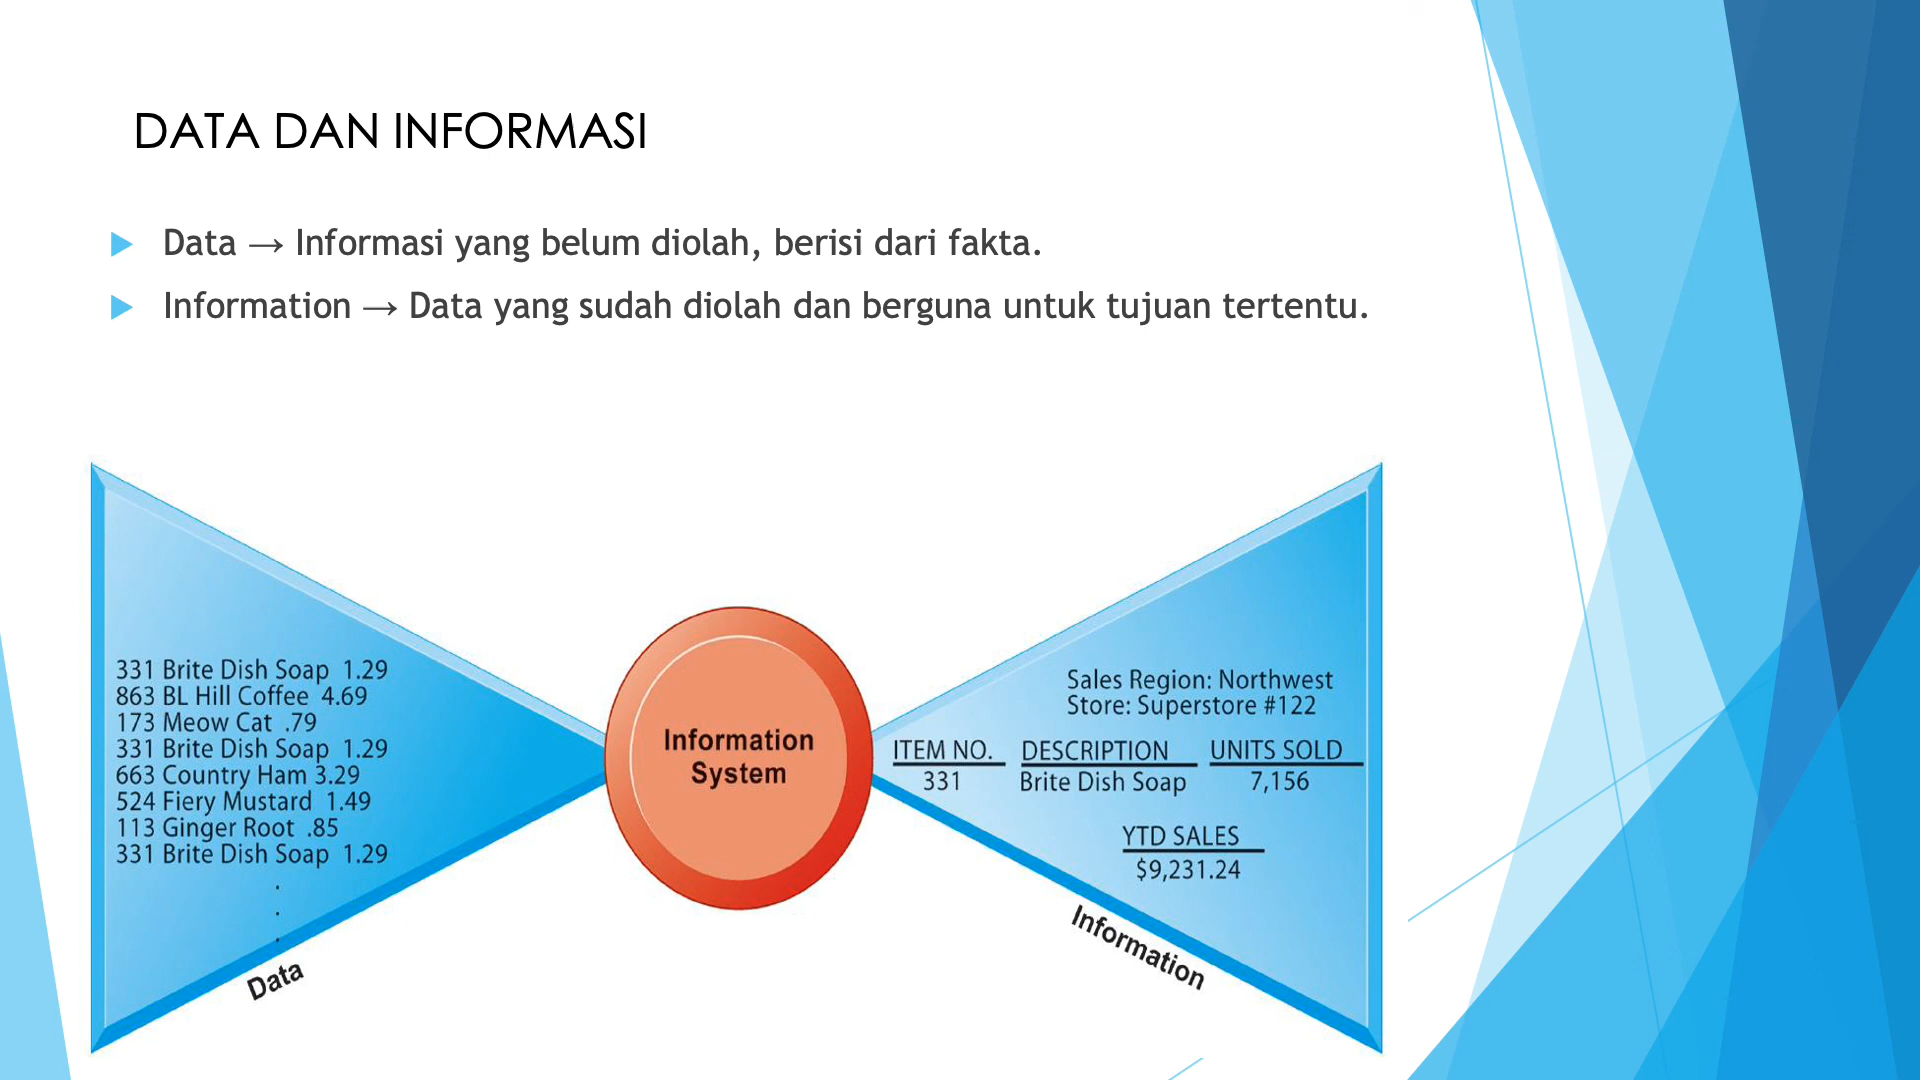 DATA DAN INFORMASI
Data → Informasi yang belum diolah, berisi dari fakta.
Information → Data yang sudah diolah dan berguna untuk tujuan tertentu.
331 Brite Dish Soap 1.29
863 BL Hill Coffee 4.69
173 Meow Cat .79
331 Brite Dish Soap 1.29
663 Country Ham 3.29
524 Fiery Mustard 1.49
113 Ginger Root .85
331 Brite Dish Soap 1.29
.
.
.
Data
Information
System
Sales Region: Northwest
Store: Superstore #122
ITEM NO. DESCRIPTION UNITS SOLD
331 Brite Dish Soap 7,156
YTD SALES
$9,231.24
Information